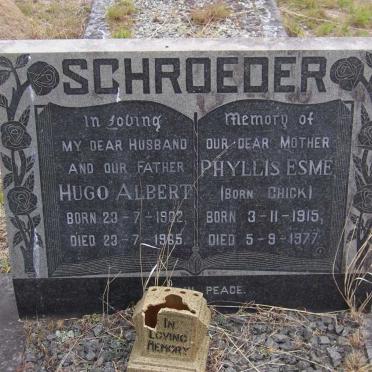 SCHROEDER
In Loving
MY DEAR HUSBAND
AND OUR FATHER
HUGO ALBERT
BORN 23-7-1902,
DIED 23-7-1965.
Memory of
OUR DEAR MOTHER
PHYLLIS ESME
(BORN CHICK)
BORN 3-11-1915,
DIED 5-9-1977.
PEACE.
IN
LOVING
MEMORY